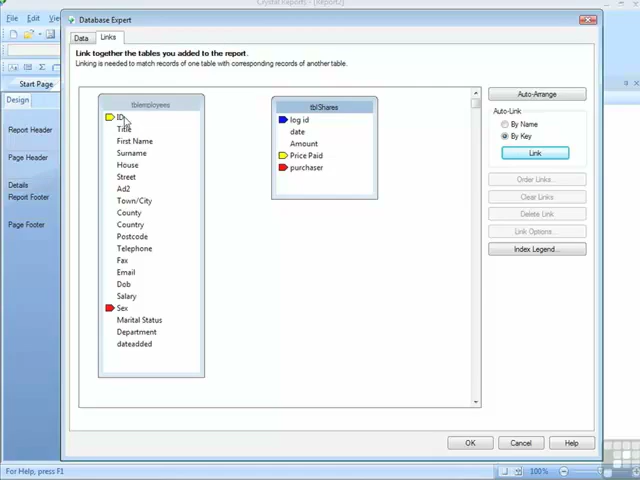 Crystal Reports - [Report2]
File Edit View
Database Expert
Data Links
Start Page
Link together the tables you added to the report.
Linking is needed to match records of one table with corresponding records of another table.
Design
Report Header
Page Header
Details
Report Footer
Page Footer
tblemployees
ID
Title
First Name
Surname
House
Street
Ad2
Town/City
County
Country
Postcode
Telephone
Fax
Email
Dob
Salary
Sex
Marital Status
Department
dateadded
tblShares
log id
date
Amount
Price Paid
purchaser
Auto-Arrange
Auto-Link
By Name
By Key
Link
Order Links...
Clear Links
Delete Link
Link Options...
Index Legend...
OK Cancel Help
For Help, press F1
100%